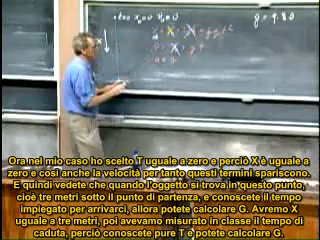 g = 9.80
Ora nel mio caso ho scelto T uguale a zero e perciò X è uguale a
zero e così anche la velocità per tanto questi termini spariscono.
E quindi vedete che quando l'oggetto si trova in questo punto,
cioè tre metri sotto il punto di partenza, e conoscete il tempo
impiegato per arrivarci, allora potete calcolare G. Avremo X
uguale a tre metri, poi avevamo misurato in classe il tempo di
caduta, perciò conoscete pure T e potete calcolare G.